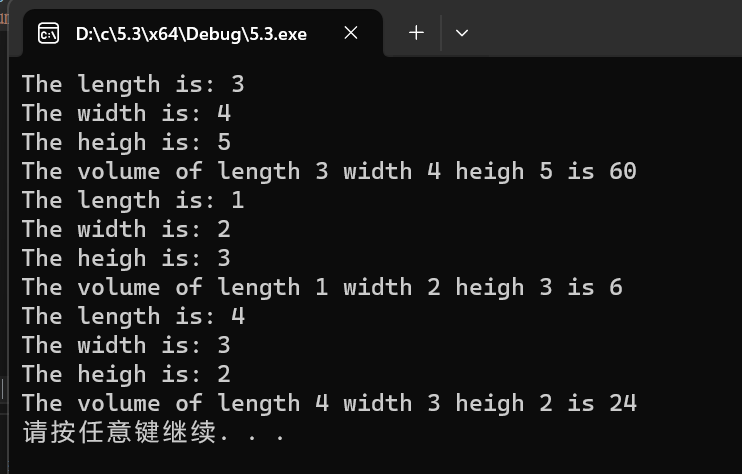 D:\c\5.3\x64\Debug\5.3.exe
The length is: 3
The width is: 4
The heigh is: 5
The volume of length 3 width 4 heigh 5 is 60
The length is: 1
The width is: 2
The heigh is: 3
The volume of length 1 width 2 heigh 3 is 6
The length is: 4
The width is: 3
The heigh is: 2
The volume of length 4 width 3 heigh 2 is 24
请按任意键继续. . .